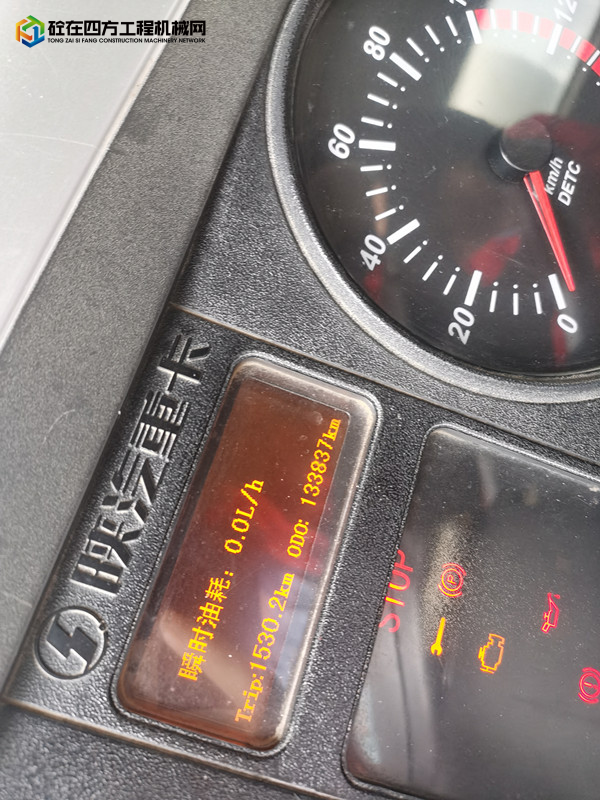 砼在四方工程机械网
TONG ZAI SI FANG CONSTRUCTION MACHINERY NETWORK
80
60
40
20
0
km/h
DETC
陕汽重卡
瞬时油耗: 0.0L/h
Trip:1530.2km ODO: 133837km
STOP
P